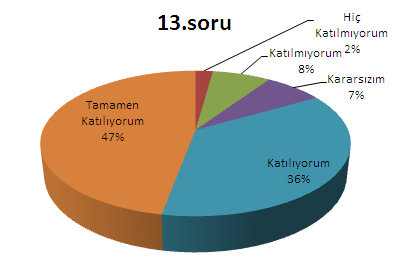 13.soru
Hiç
Katılmıyorum
2%
Katılmıyorum
8%
Kararsızım
7%
Katılıyorum
36%
Tamamen
Katılıyorum
47%